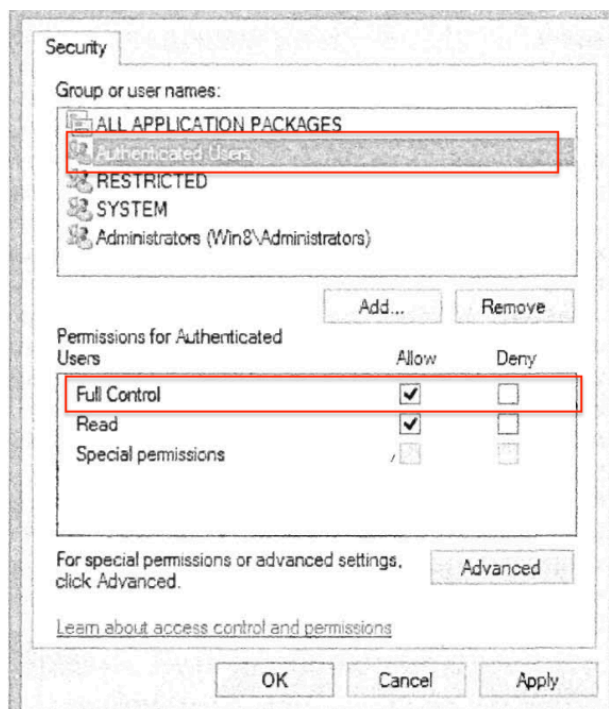 Security
Group or user names:
ALL APPLICATION PACKAGES
Authenticated Users
RESTRICTED
SYSTEM
Administrators (Win8\Administrators)
Add... Remove
Permissions for Authenticated
Users Allow Deny
Full Control
Read
Special permissions
For special permissions or advanced settings,
click Advanced.
Advanced
Learn about access control and permissions
OK Cancel Apply